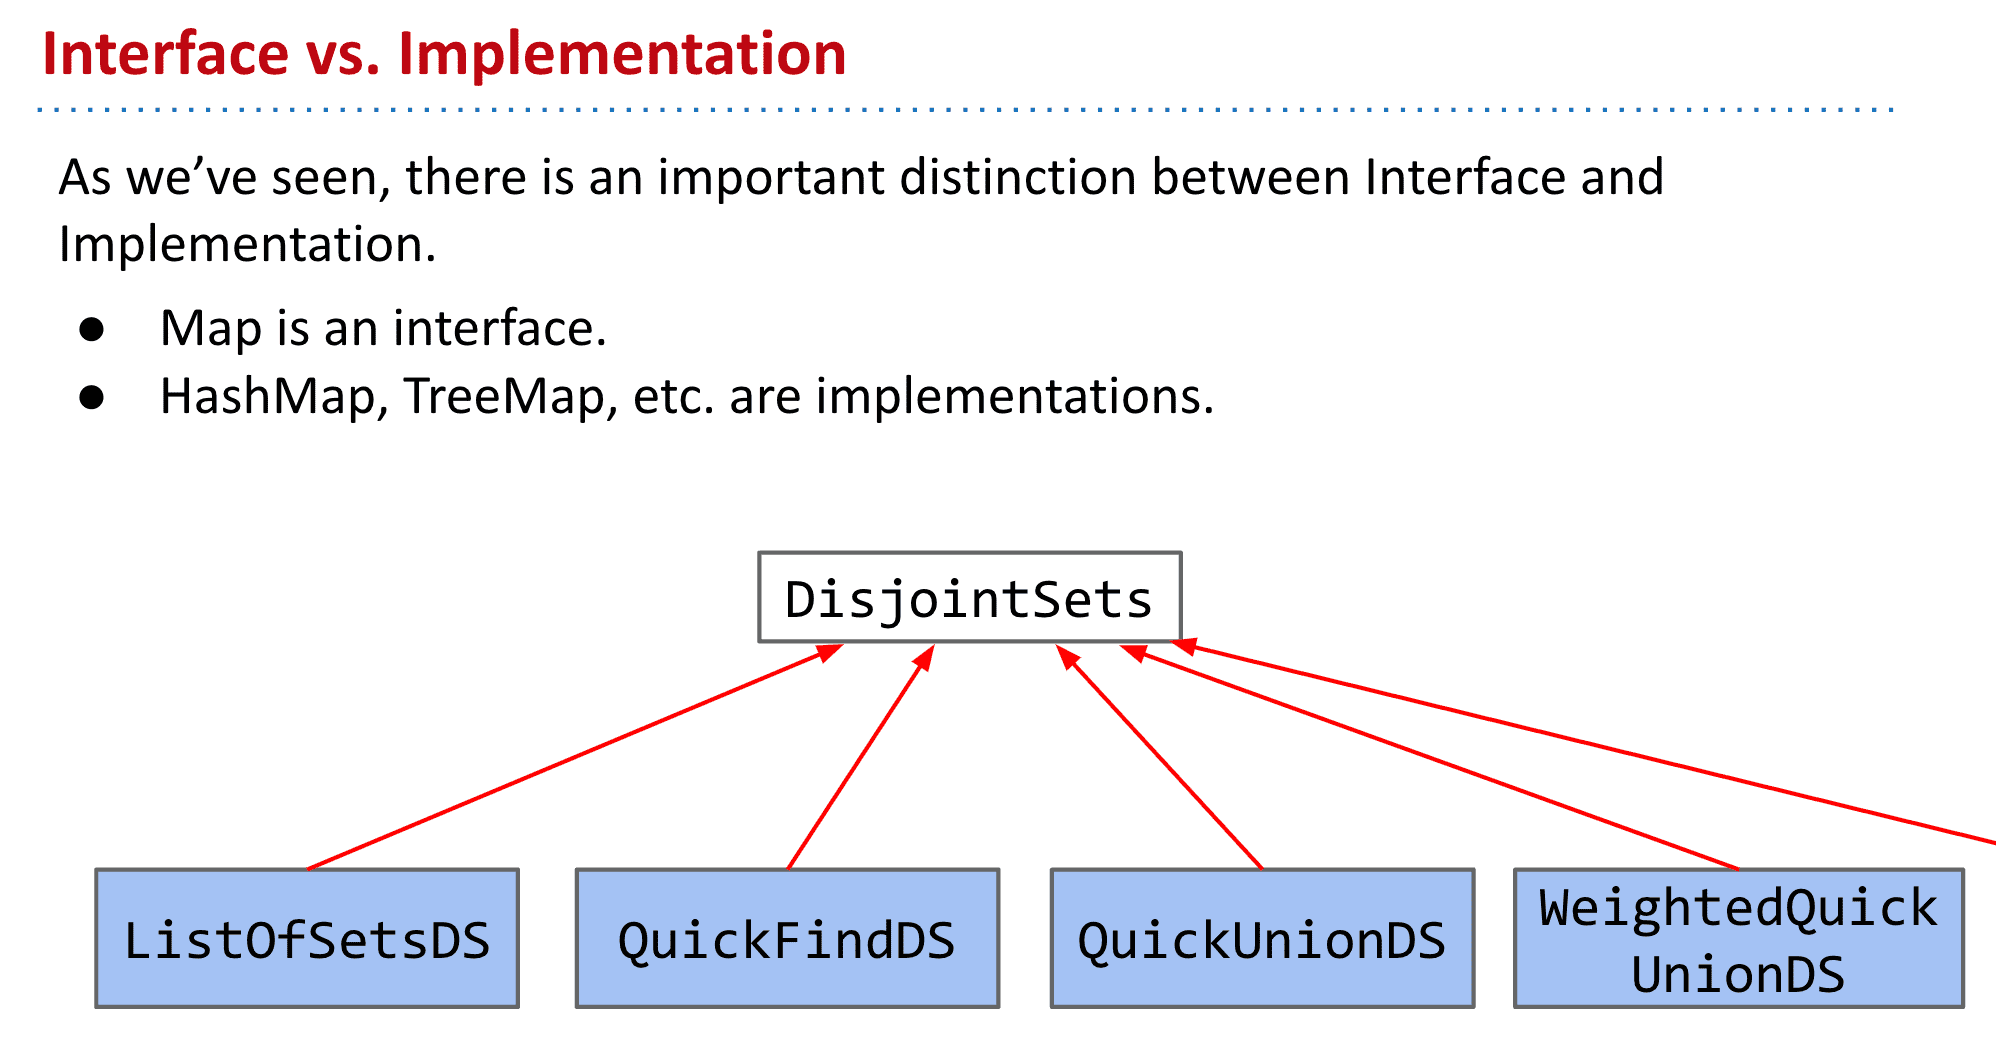 Interface vs. Implementation
As we’ve seen, there is an important distinction between Interface and
Implementation.
● Map is an interface.
● HashMap, TreeMap, etc. are implementations.
DisjointSets
ListOfSetsDS
QuickFindDS
QuickUnionDS
WeightedQuick
UnionDS